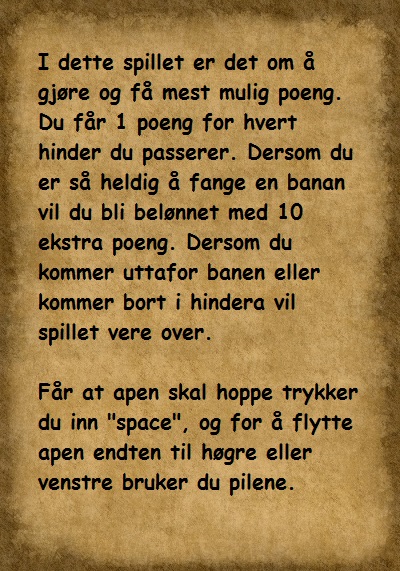 I dette spillet er det om å
gjøre og få mest mulig poeng.
Du får 1 poeng for hvert
hinder du passerer. Dersom du
er så heldig å fange en banan
vil du bli belønnet med 10
ekstra poeng. Dersom du
kommer uttafor banen eller
kommer bort i hindera vil
spillet vere over.

Får at apen skal hoppe trykker
du inn "space", og for å flytte
apen endten til høgre eller
venstre bruker du pilene.